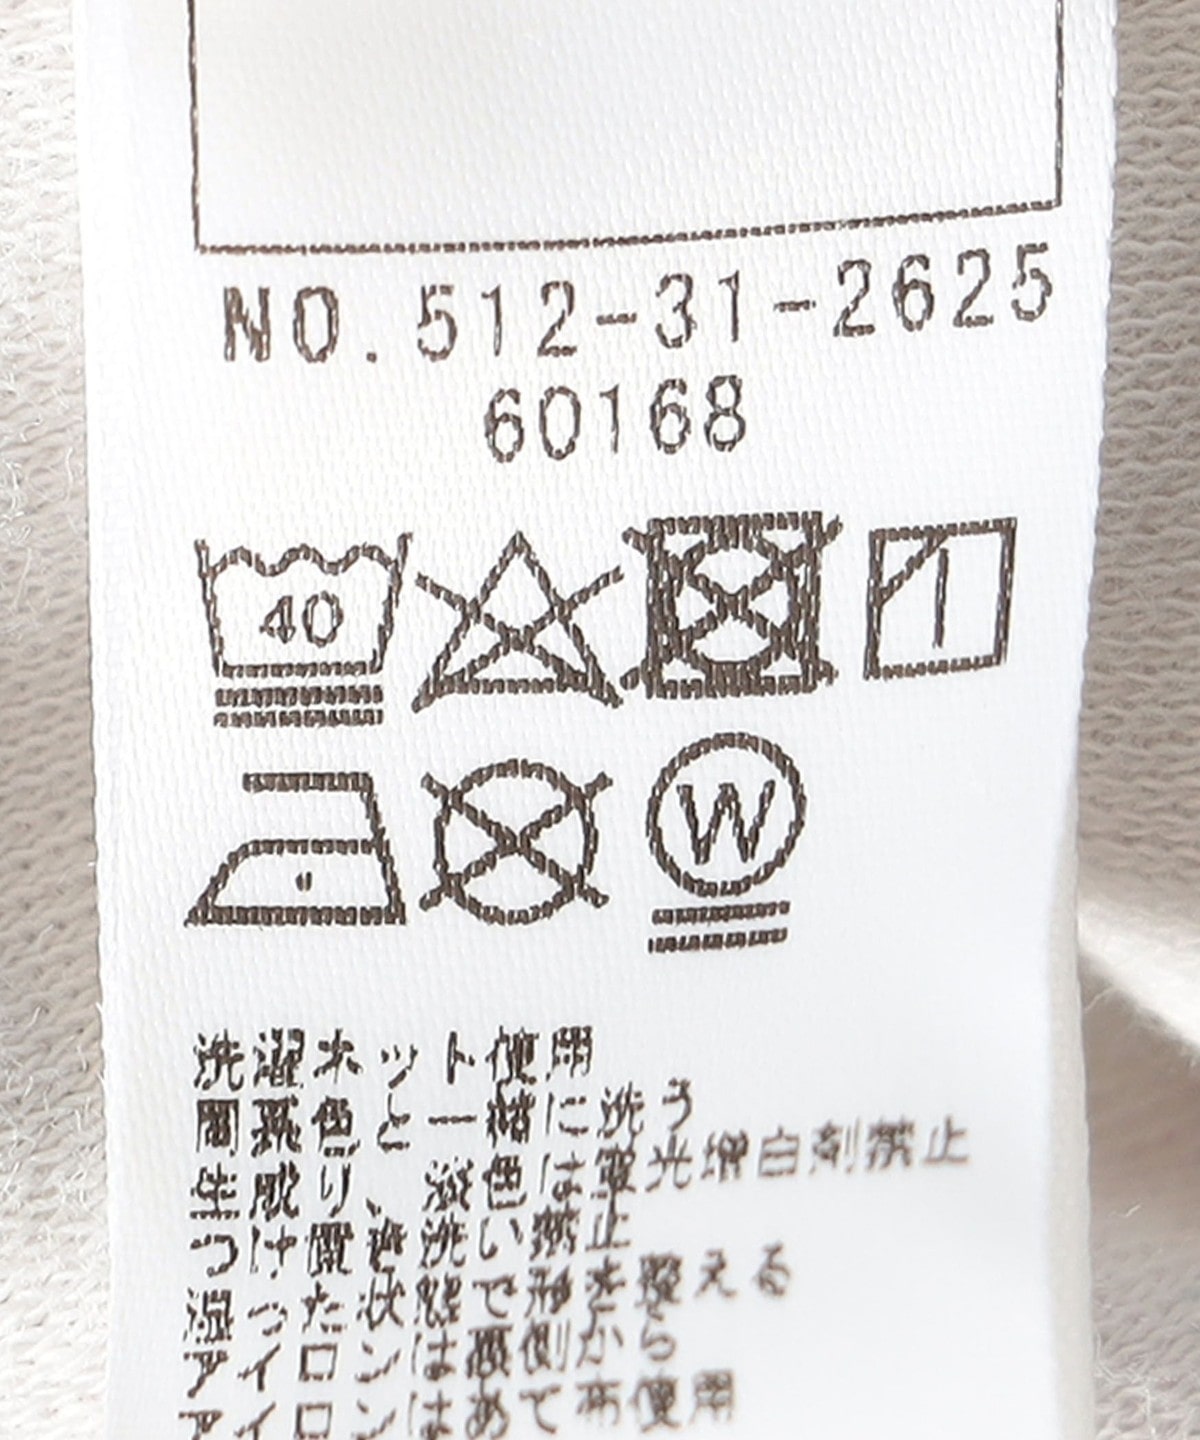 NO. 512-31-2625
60168
40
W
洗濯ネット使用
同系色と一緒に洗う
生成り、淡色は蛍光増白剤禁止
つけ置き洗い禁止
湿った状態で形を整える
アイロンは裏側から
アイロンはあて布使用